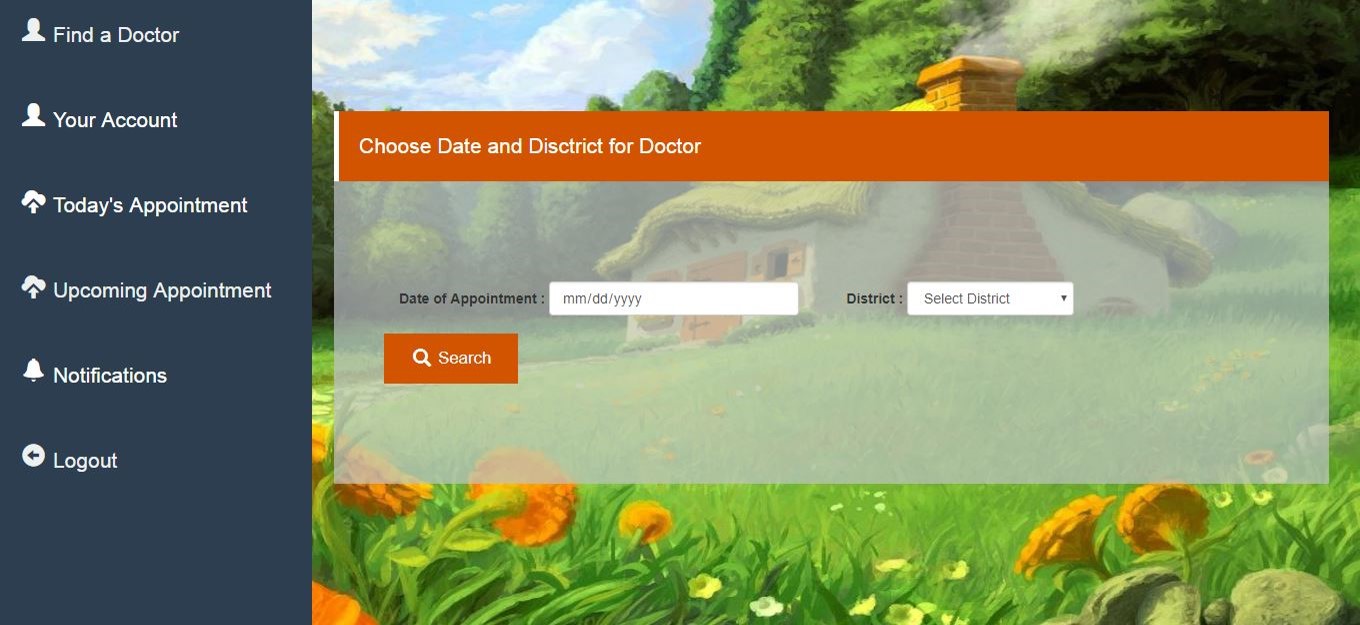 Find a Doctor
Your Account
Today's Appointment
Upcoming Appointment
Notifications
Logout
Choose Date and Disctrict for Doctor
Date of Appointment : mm/dd/yyyy District : Select District
Search